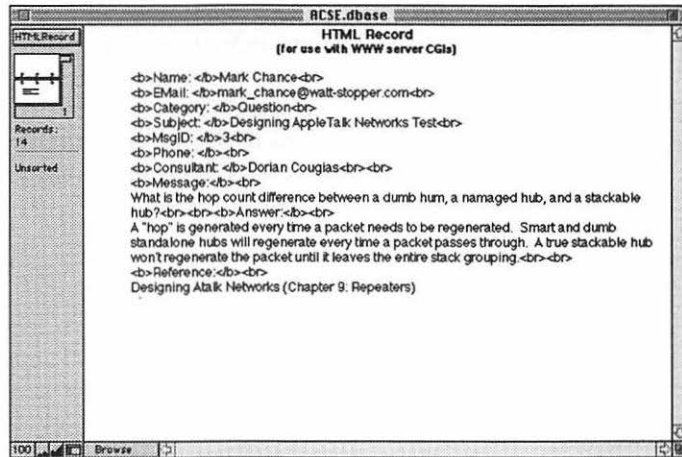 ACSE.dbase
HTMLRecord
1
Records:
14
Unsorted
HTML Record
(for use with WWW server CGIs)
<b>Name: </b>Mark Chance<br>
<b>EMail: </b>mark_chance@watt-stopper.com<br>
<b>Category: </b>Question<br>
<b>Subject: </b>Designing AppleTalk Networks Test<br>
<b>MsgID: </b>3<br>
<b>Phone: </b><br>
<b>Consultant: </b>Dorian Cougias<br><br>
<b>Message:</b><br>
What is the hop count difference between a dumb hum, a namaged hub, and a stackable
hub?<br><br><b>Answer:</b><br>
A "hop" is generated every time a packet needs to be regenerated. Smart and dumb
standalone hubs will regenerate every time a packet passes through. A true stackable hub
won't regenerate the packet until it leaves the entire stack grouping.<br><br>
<b>Reference:</b><br>
Designing Atalk Networks (Chapter 9: Repeaters)
100
Browse